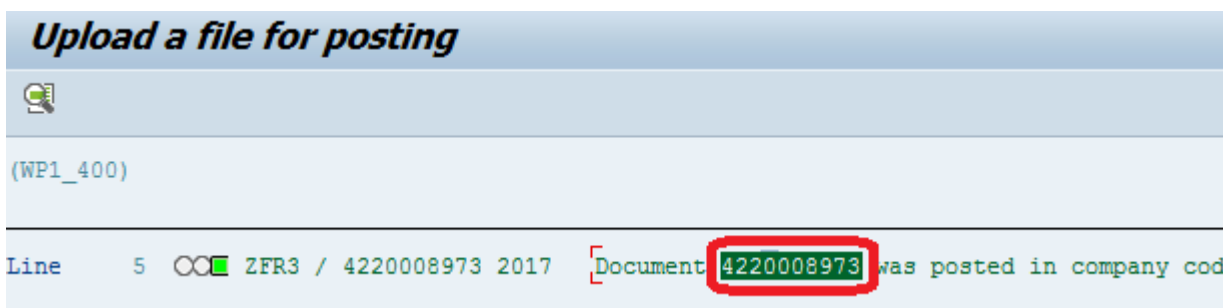 Upload a file for posting
(WP1_400)
Line 5 ZFR3 / 4220008973 2017 Document 4220008973 was posted in company cod